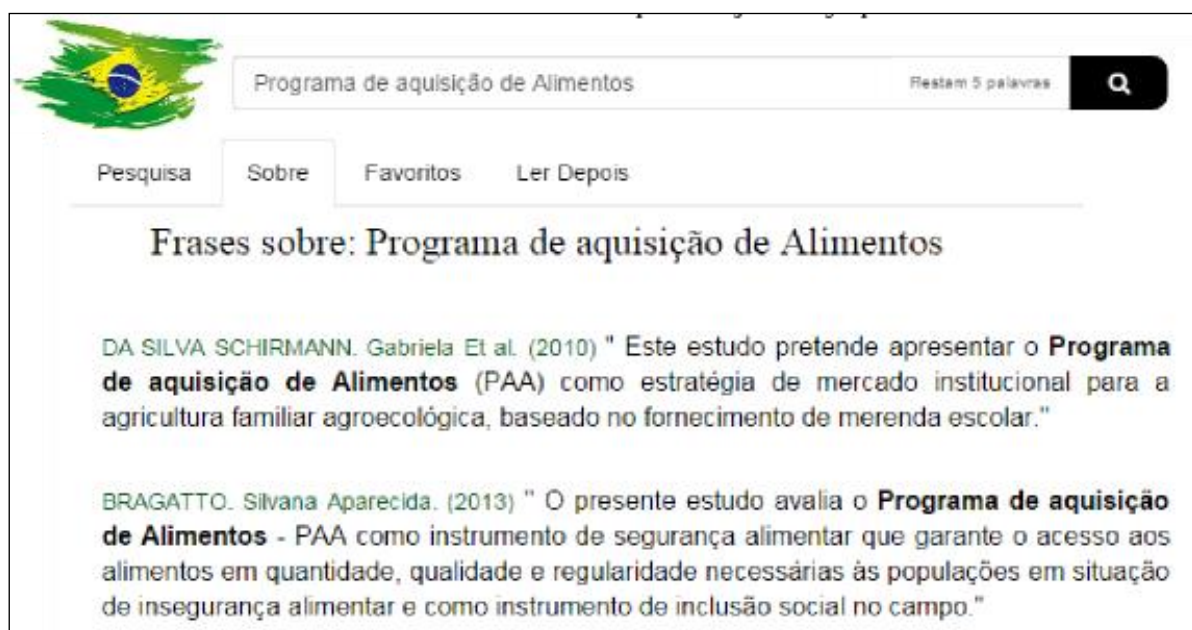 Programa de aquisição de Alimentos Restam 5 palavras
Pesquisa Sobre Favoritos Ler Depois
Frases sobre: Programa de aquisição de Alimentos
DA SILVA SCHIRMANN. Gabriela Et al. (2010) " Este estudo pretende apresentar o Programa
de aquisição de Alimentos (PAA) como estratégia de mercado institucional para a
agricultura familiar agroecológica, baseado no fornecimento de merenda escolar."
BRAGATTO. Silvana Aparecida. (2013) " O presente estudo avalia o Programa de aquisição
de Alimentos - PAA como instrumento de segurança alimentar que garante o acesso aos
alimentos em quantidade, qualidade e regularidade necessárias às populações em situação
de insegurança alimentar e como instrumento de inclusão social no campo."